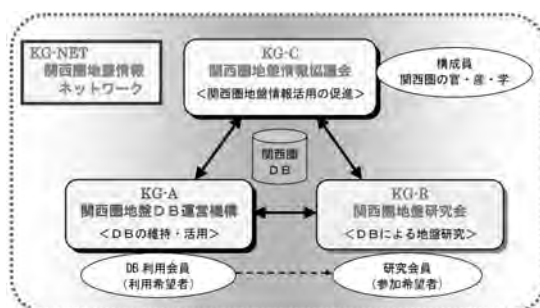 KG-NET
関西圏地盤情報
ネットワーク
KG-C
関西圏地盤情報協議会
<関西圏地盤情報活用の促進>
構成員
関西圏の官・産・学
関西圏
DB
KG-A
関西圏地盤DB運営機構
<DBの維持・活用>
KG-R
関西圏地盤研究会
<DBによる地盤研究>
DB利用会員
(利用希望者)
研究会員
(参加希望者)